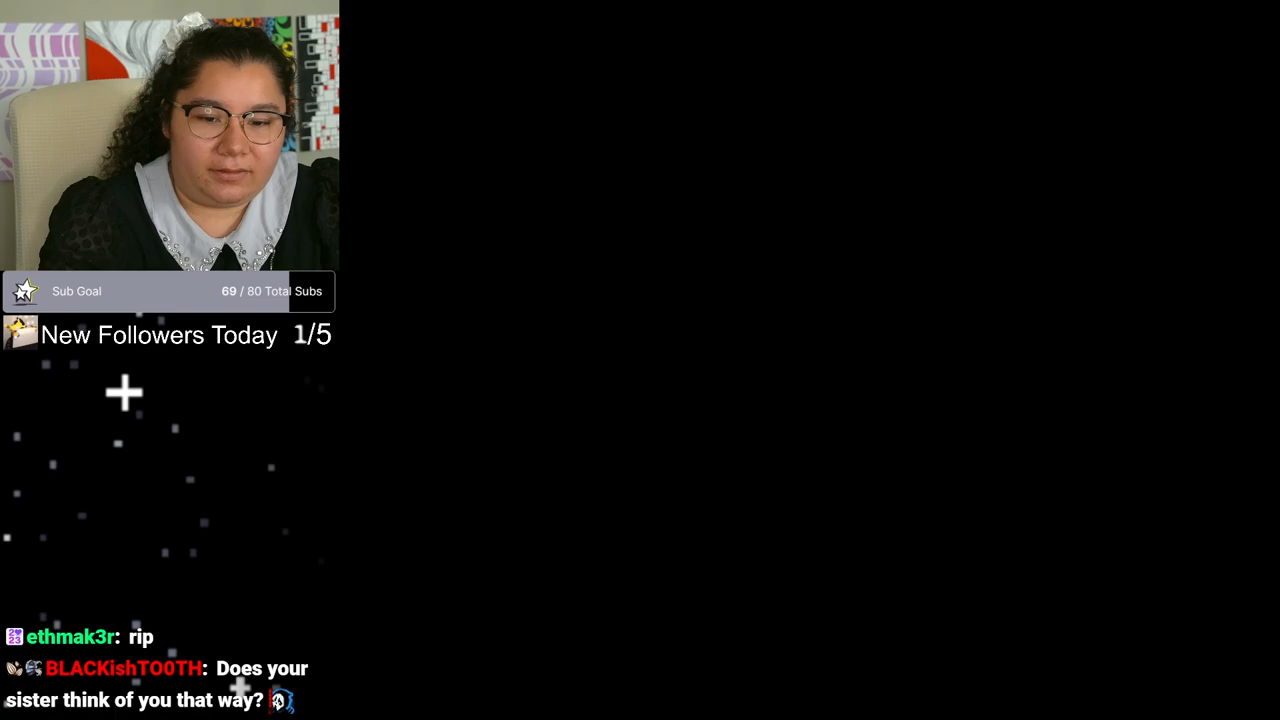 Sub Goal 69 / 80 Total Subs
New Followers Today 1/5
ethmak3r: rip
BLACKishTO0TH: Does your
sister think of you that way?